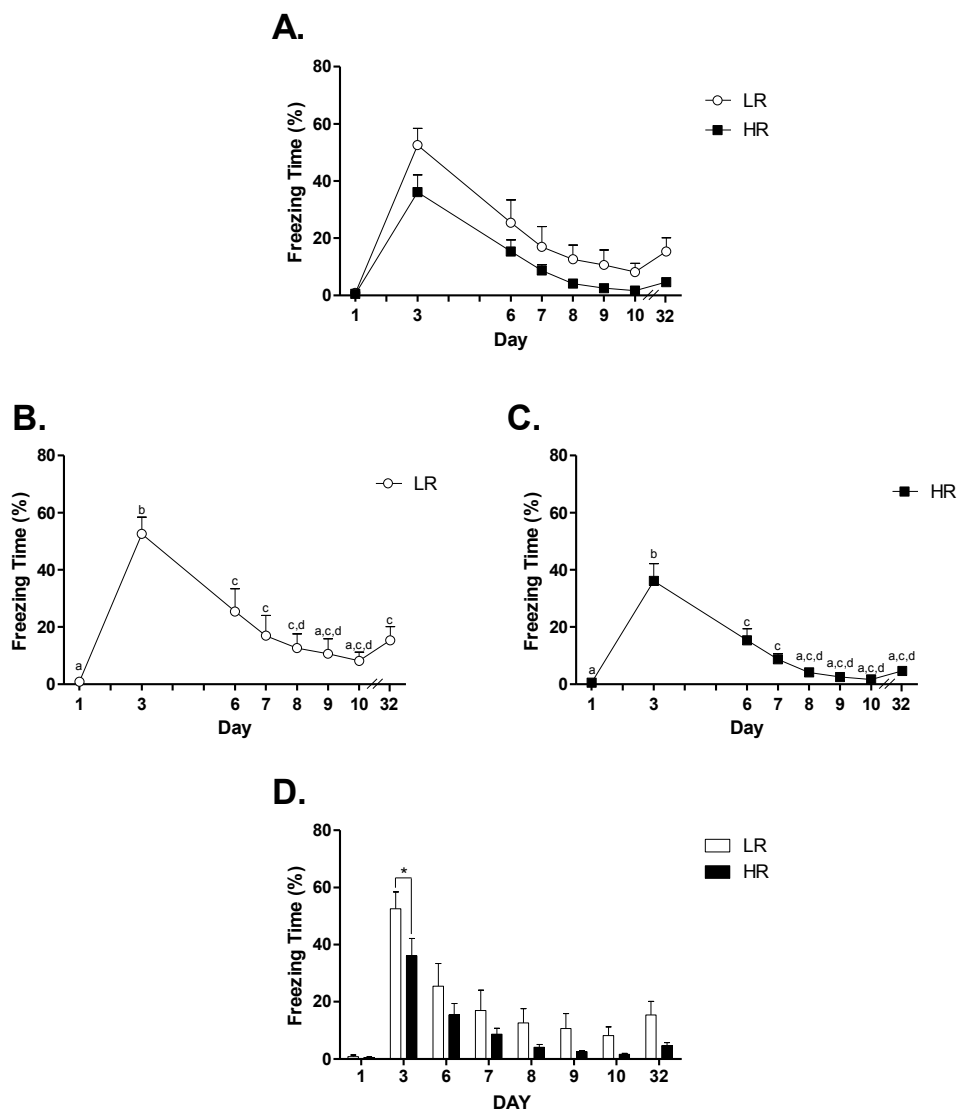 A.
80
60
40
20
0
Freezing Time (%)
LR
HR
1 3 6 7 8 9 10 32
Day
B.
80
60
40
20
0
Freezing Time (%)
LR
a b c c c,d a,c,d a,c,d c
1 3 6 7 8 9 10 32
Day
C.
80
60
40
20
0
Freezing Time (%)
HR
a b c c a,c,d a,c,d a,c,d a,c,d
1 3 6 7 8 9 10 32
Day
D.
80
60
40
20
0
Freezing Time (%)
*
LR
HR
1 3 6 7 8 9 10 32
DAY